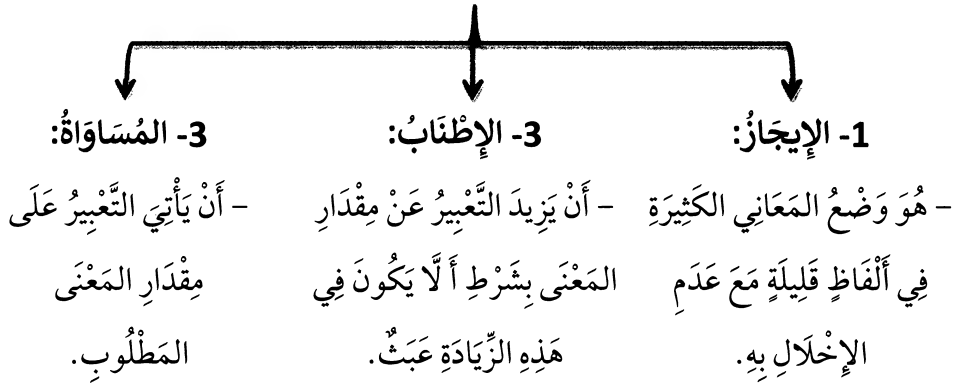 1- الإِيجَازُ:
– هُوَ وَضْعُ المَعَانِي الكَثِيرَةِ
فِي أَلْفَاظٍ قَلِيلَةٍ مَعَ عَدَمِ
الإِخْلَالِ بِهِ.
3- الإِطْنَابُ:
– أَنْ يَزِيدَ التَّعْبِيرُ عَنْ مِقْدَارِ
المَعْنَى بِشَرْطِ أَ لَّا يَكُونَ فِي
هَذِهِ الزِّيَادَةِ عَبَثٌ.
3- المُسَاوَاةُ:
– أَنْ يَأْتِيَ التَّعْبِيرُ عَلَى
مِقْدَارِ المَعْنَى
المَطْلُوبِ.